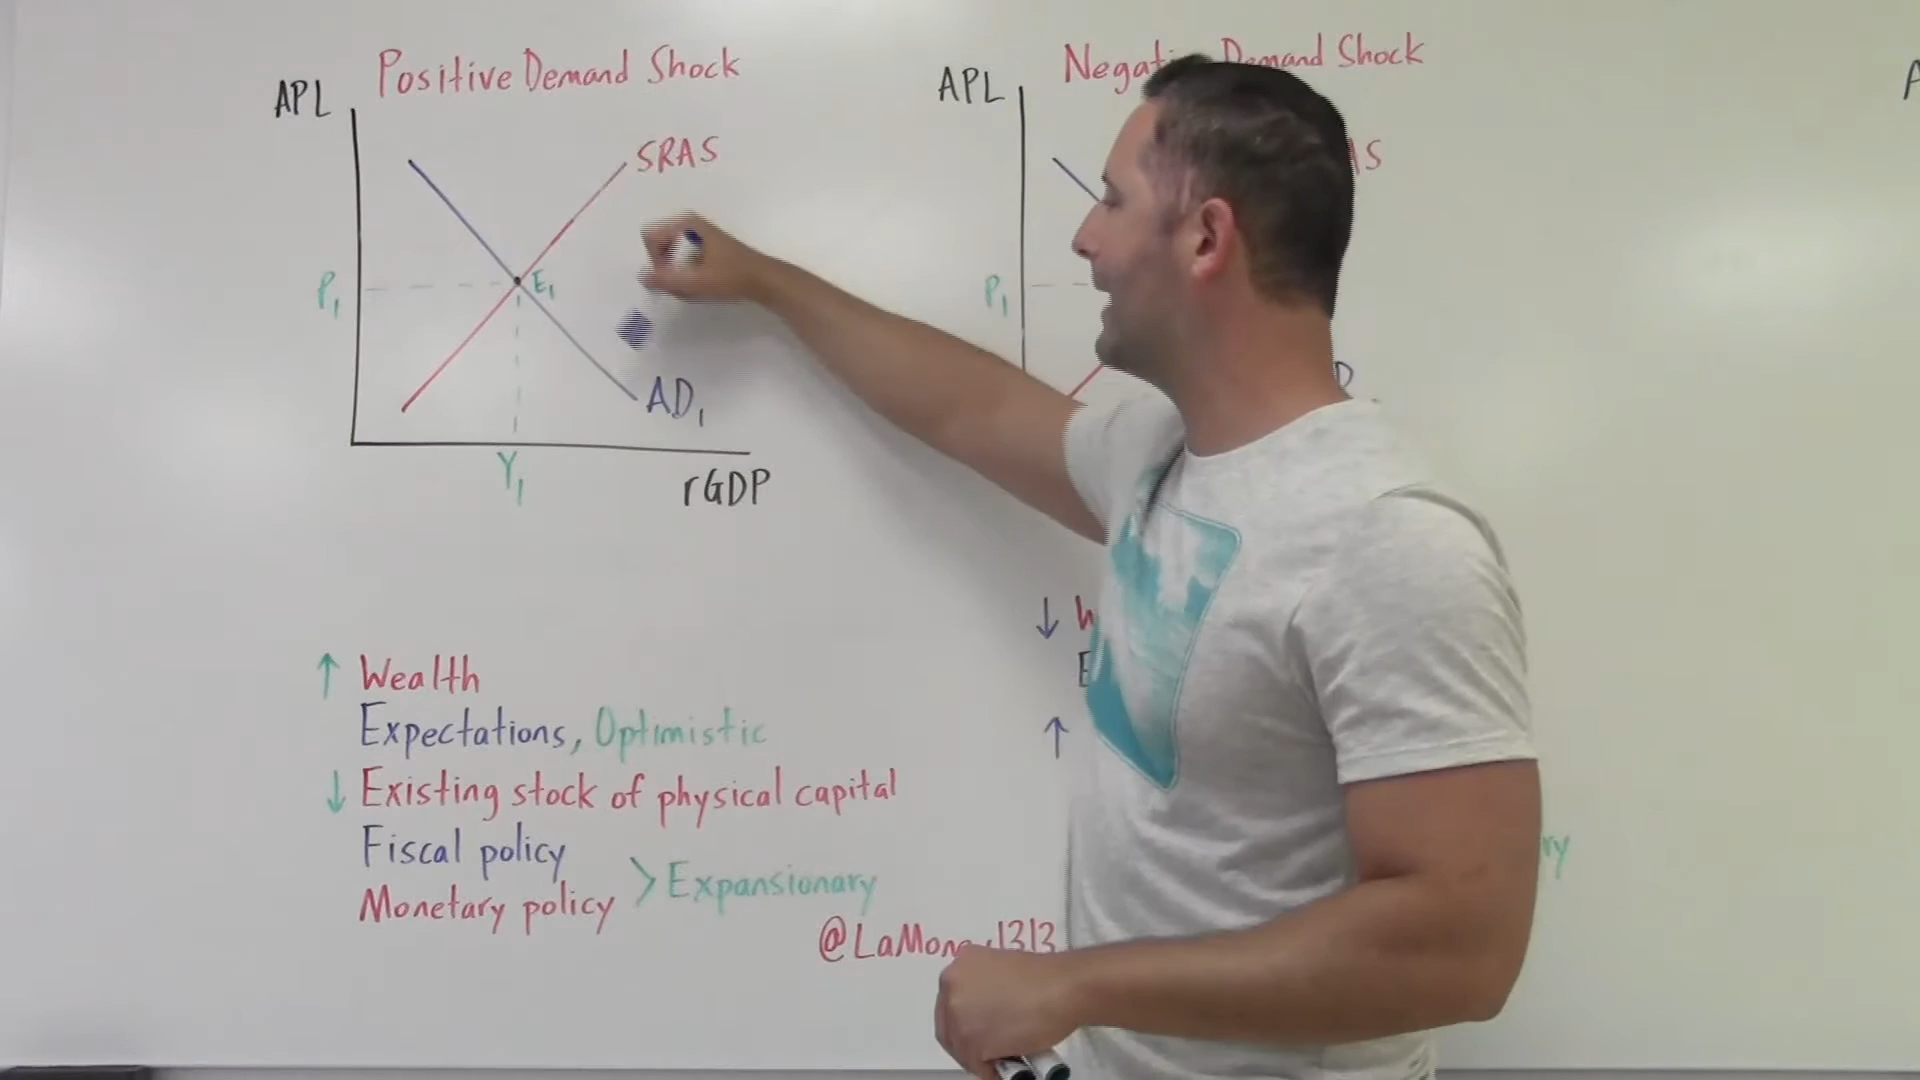 Positive Demand Shock
APL
SRAS
P1
E1
AD1
Y1
rGDP
↑ Wealth
Expectations, Optimistic
↓ Existing stock of physical capital
Fiscal policy
Monetary policy > Expansionary
Demand Shock
APL
P1
↓
↑